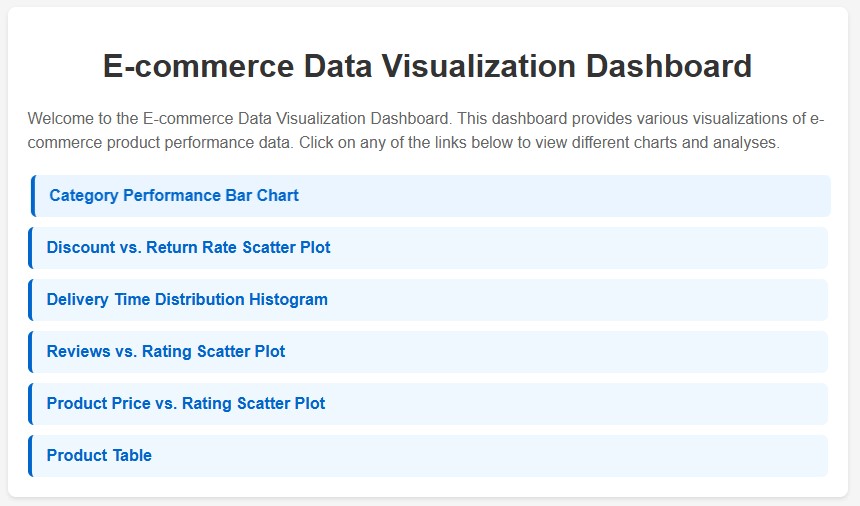 E-commerce Data Visualization Dashboard
Welcome to the E-commerce Data Visualization Dashboard. This dashboard provides various visualizations of e-
commerce product performance data. Click on any of the links below to view different charts and analyses.
Category Performance Bar Chart
Discount vs. Return Rate Scatter Plot
Delivery Time Distribution Histogram
Reviews vs. Rating Scatter Plot
Product Price vs. Rating Scatter Plot
Product Table